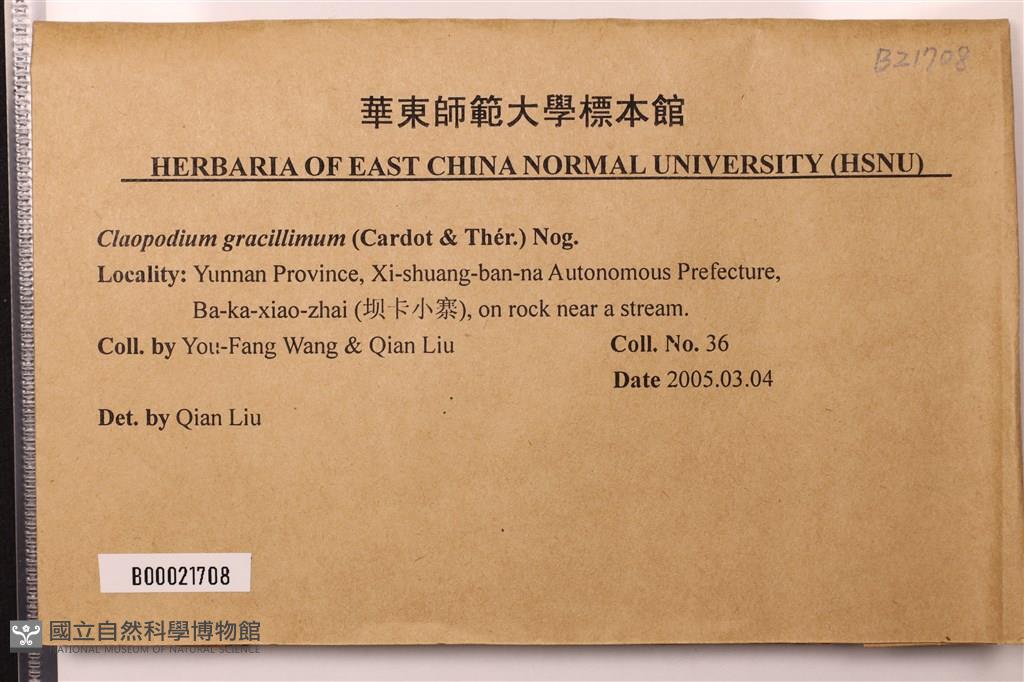 B21708
華東師範大學標本館
HERBARIA OF EAST CHINA NORMAL UNIVERSITY (HSNU)
Claopodium gracillimum (Cardot & Thér.) Nog.
Locality: Yunnan Province, Xi-shuang-ban-na Autonomous Prefecture,
Ba-ka-xiao-zhai (坝卡小寨), on rock near a stream.
Coll. by You-Fang Wang & Qian Liu Coll. No. 36
Date 2005.03.04
Det. by Qian Liu
B00021708
國立自然科學博物館
NATIONAL MUSEUM OF NATURAL SCIENCE